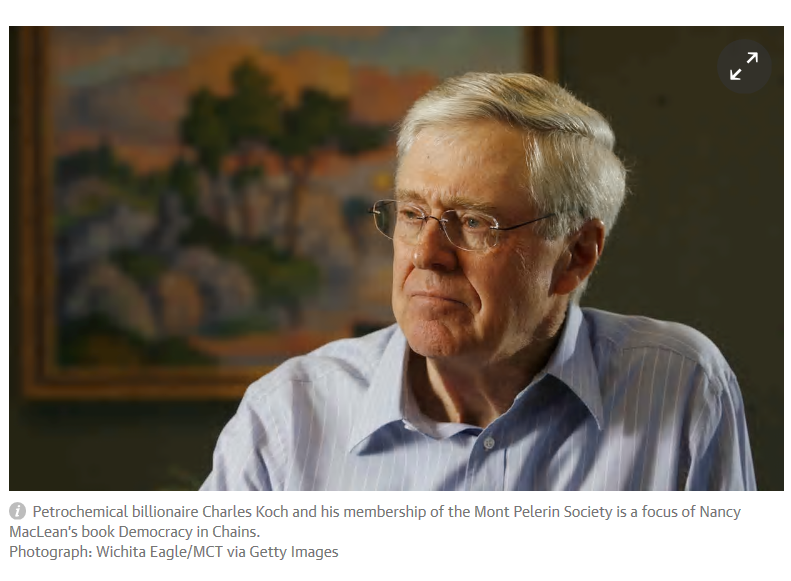 Petrochemical billionaire Charles Koch and his membership of the Mont Pelerin Society is a focus of Nancy
MacLean's book Democracy in Chains.
Photograph: Wichita Eagle/MCT via Getty Images